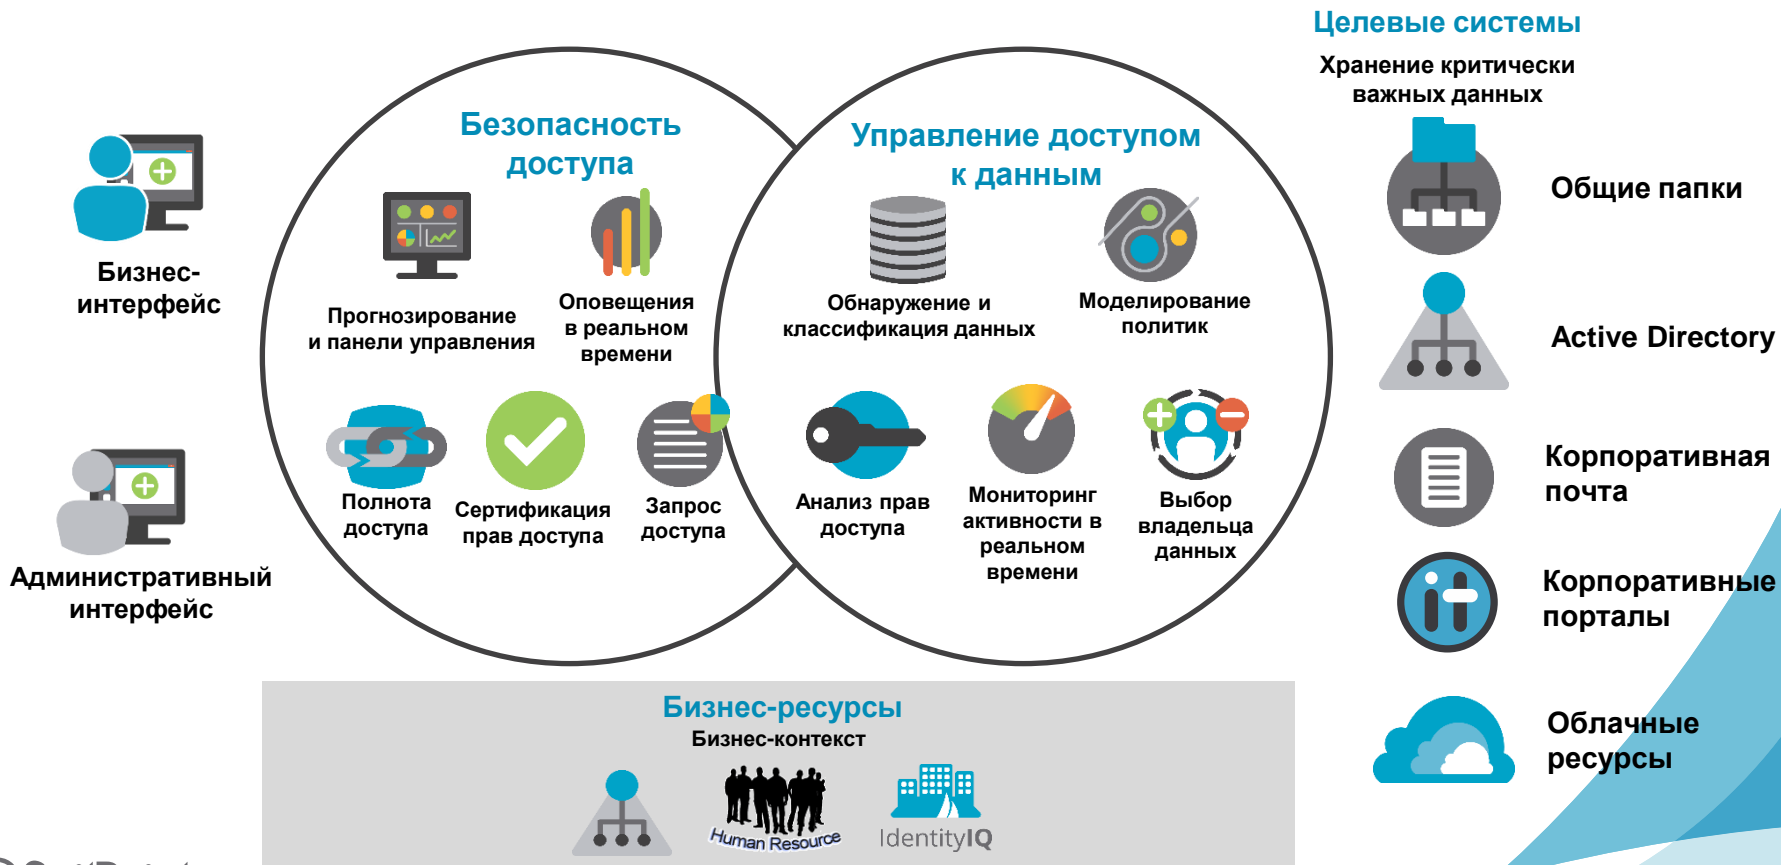 Целевые системы
Хранение критически
важных данных
Безопасность
доступа
Управление доступом
к данным
Бизнес-
интерфейс
Административный
интерфейс
Прогнозирование
и панели управления
Оповещения
в реальном
времени
Полнота
доступа
Сертификация
прав доступа
Запрос
доступа
Обнаружение и
классификация данных
Моделирование
политик
Анализ прав
доступа
Мониторинг
активности в
реальном
времени
Выбор
владельца
данных
Общие папки
Active Directory
Корпоративная
почта
Корпоративные
порталы
Облачные
ресурсы
Бизнес-ресурсы
Бизнес-контекст
Human Resource
IdentityIQ